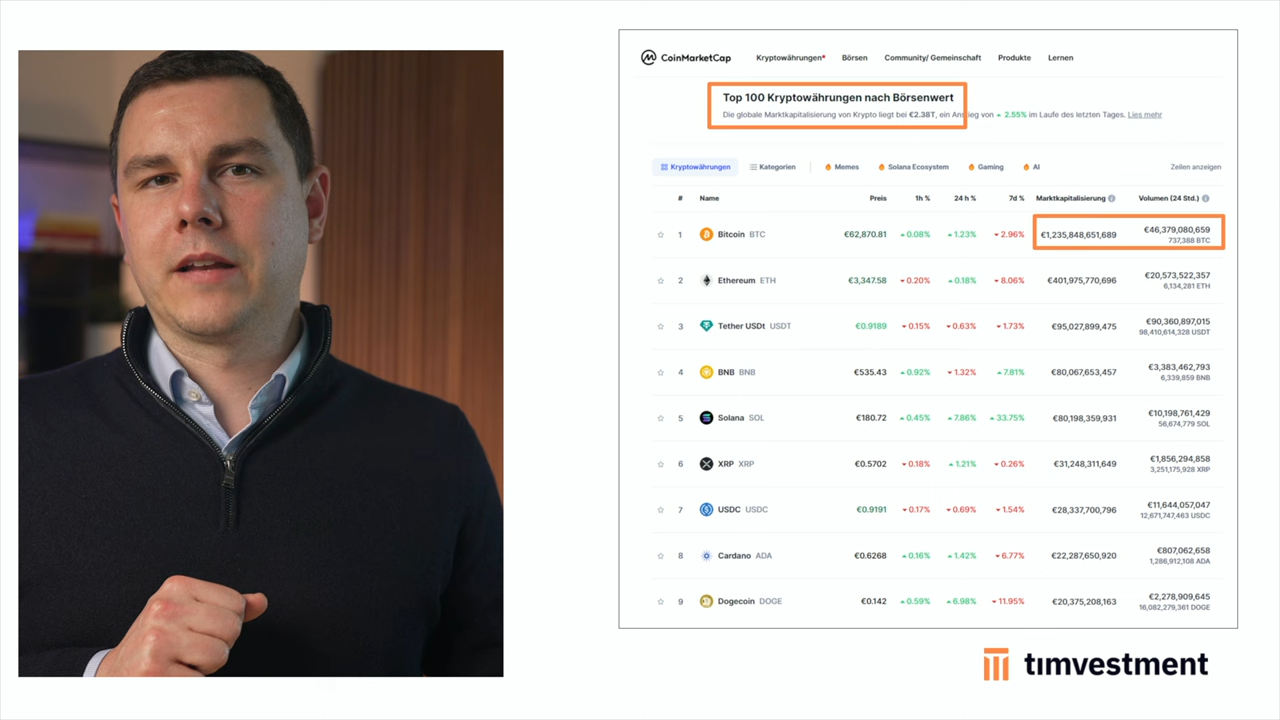 CoinMarketCap Kryptowährungen Börsen Community/ Gemeinschaft Produkte Lernen
Top 100 Kryptowährungen nach Börsenwert
Die globale Marktkapitalisierung von Krypto liegt bei €2.38T, ein Anstieg von 2.55% im Laufe des letzten Tages. Lies mehr
Kryptowährungen Kategorien Memes Solana Ecosystem Gaming AI Zeilen anzeigen
# Name Preis 1h % 24 h % 7d % Marktkapitalisierung Volumen (24 Std.)
1 Bitcoin BTC €62,870.81 0.08% 1.23% 2.96% €1,235,848,651,689 €46,379,080,659
737,388 BTC
2 Ethereum ETH €3,347.58 0.20% 0.18% 8.06% €401,975,770,696 €20,573,522,357
6,134,281 ETH
3 Tether USDt USDT €0.9189 0.15% 0.63% 1.73% €95,027,899,475 €90,360,897,015
98,410,614,328 USDT
4 BNB BNB €535.43 0.92% 1.32% 7.81% €80,067,653,457 €3,383,462,793
6,339,859 BNB
5 Solana SOL €180.72 0.45% 7.86% 33.75% €80,198,359,931 €10,198,761,429
56,674,779 SOL
6 XRP XRP €0.5702 0.18% 1.21% 0.26% €31,248,311,649 €1,856,294,858
3,251,175,928 XRP
7 USDC USDC €0.9191 0.17% 0.69% 1.54% €28,337,700,796 €11,644,057,047
12,671,747,463 USDC
8 Cardano ADA €0.6268 0.16% 1.42% 6.77% €22,287,650,920 €807,062,658
1,286,912,108 ADA
9 Dogecoin DOGE €0.142 0.59% 6.98% 11.95% €20,375,208,163 €2,278,909,645
16,082,279,361 DOGE
tımvestment